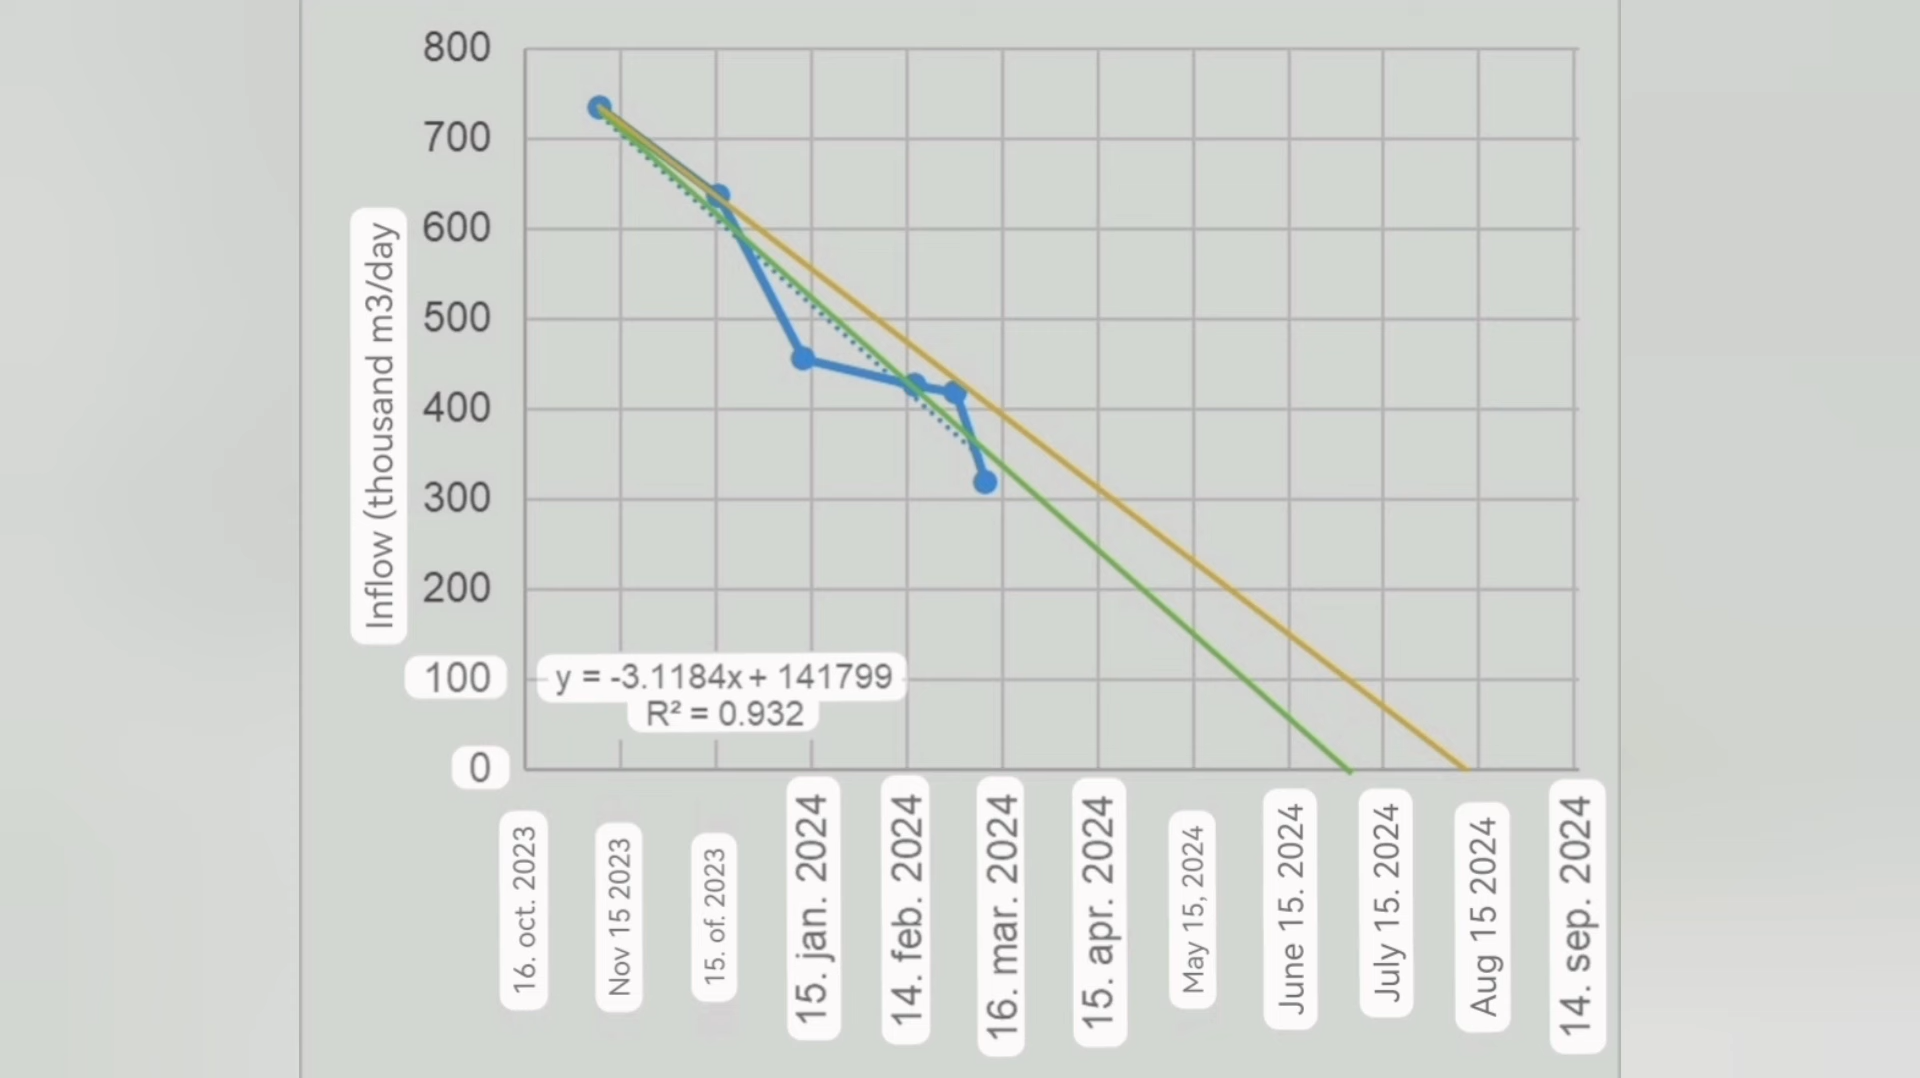 800
700
600
500
400
300
200
100
0
Inflow (thousand m3/day
y = -3.1184x + 141799
R² = 0.932
16. oct. 2023
Nov 15 2023
15. of. 2023
15. jan. 2024
14. feb. 2024
16. mar. 2024
15. apr. 2024
May 15, 2024
June 15. 2024
July 15. 2024
Aug 15 2024
14. sep. 2024